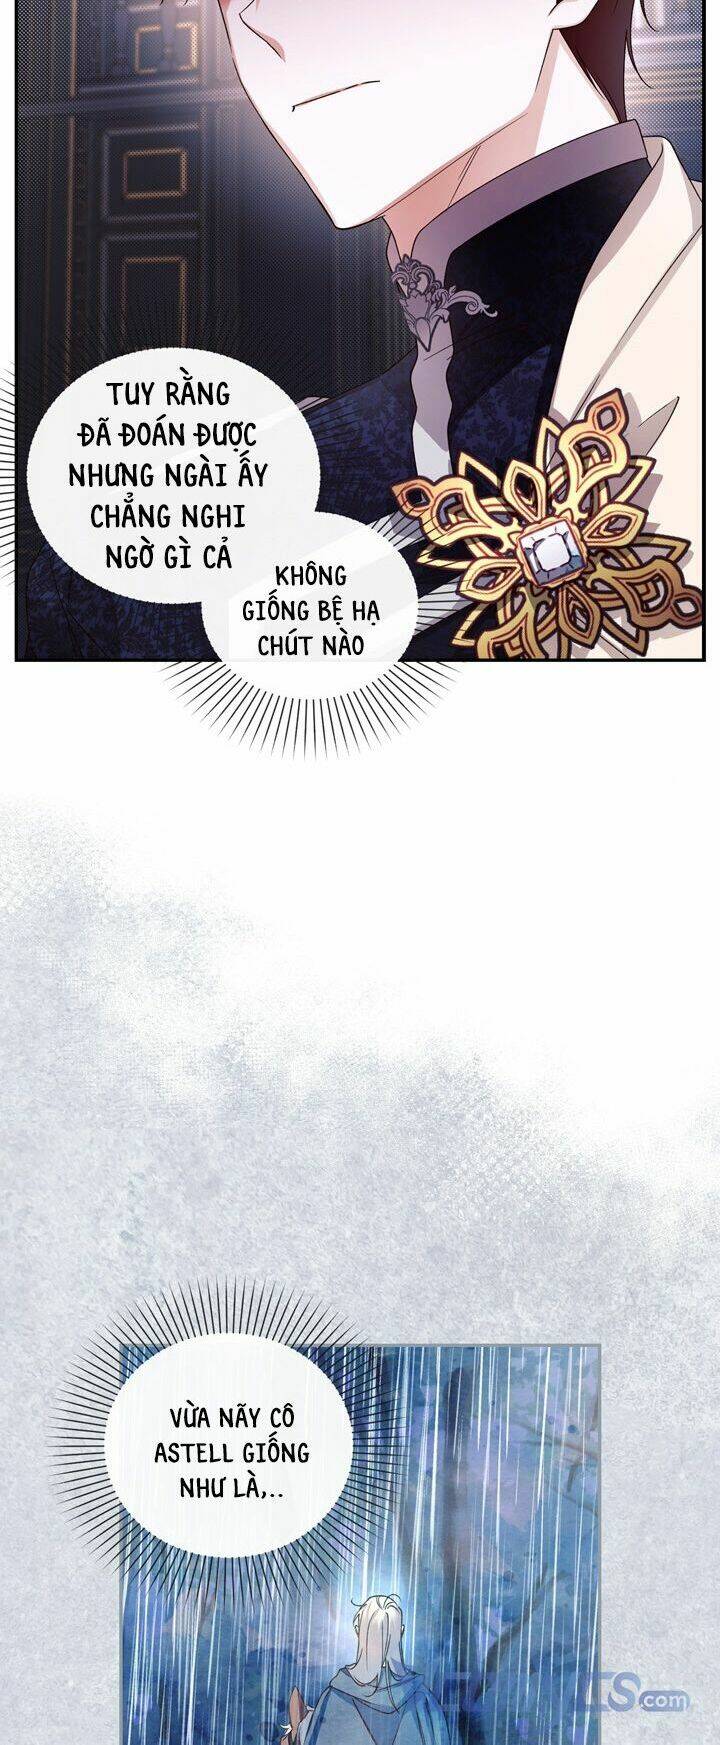 TUY RẰNG
ĐÃ ĐOÁN ĐƯỢC
NHƯNG NGÀI ẤY
CHẲNG NGHI
NGỜ GÌ CẢ
KHÔNG
GIỐNG BỆ HẠ
CHÚT NÀO
VỪA NÃY CÔ
ASTELL GIỐNG
NHƯ LÀ,..